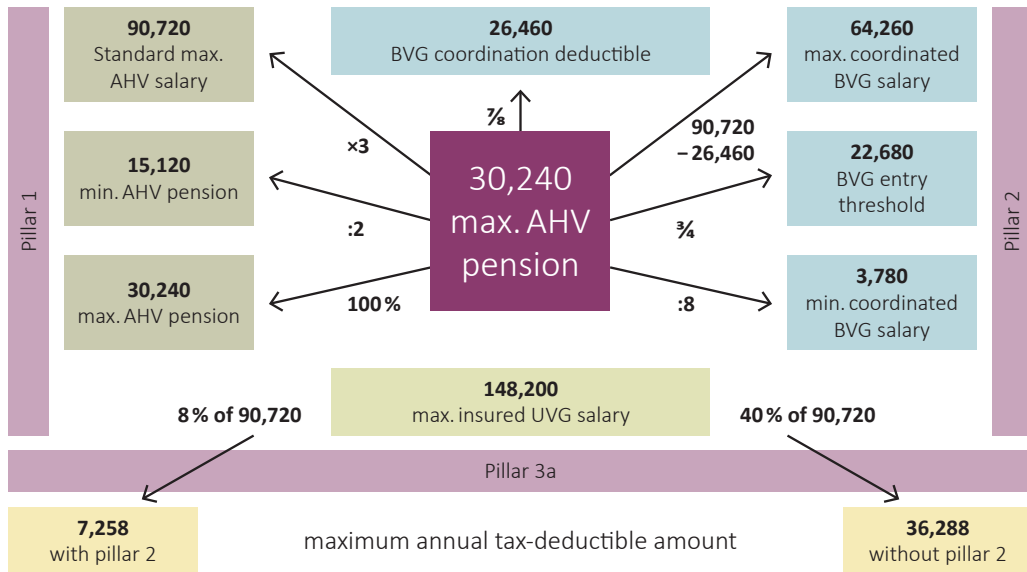 90,720
Standard max.
AHV salary
26,460
BVG coordination deductible
64,260
max. coordinated
BVG salary
⅞
×3
90,720
– 26,460
15,120
min. AHV pension
30,240
max. AHV
pension
22,680
BVG entry
threshold
:2
¾
30,240
max. AHV pension
100 %
:8
3,780
min. coordinated
BVG salary
Pillar 1
Pillar 2
148,200
max. insured UVG salary
8 % of 90,720
40 % of 90,720
Pillar 3a
7,258
with pillar 2
maximum annual tax-deductible amount
36,288
without pillar 2